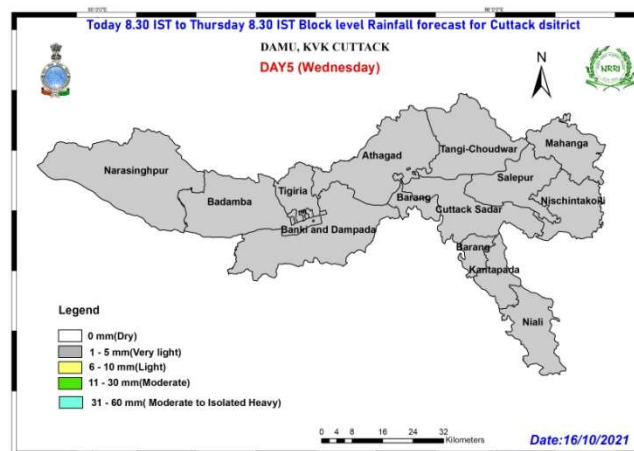 Today 8.30 IST to Thursday 8.30 IST Block level Rainfall forecast for Cuttack dsitrict
DAMU, KVK CUTTACK
DAY5 (Wednesday)
N
NRRI
Narasinghpur
Badamba
Tigiria
Athagad
Tangi-Choudwar
Mahanga
Salepur
Nischintakoili
Barang
Cuttack Sadar
Banki and Dampada
Barang
Kantapada
Niali
Legend
0 mm(Dry)
1 - 5 mm(Very light)
6 - 10 mm(Light)
11 - 30 mm(Moderate)
31 - 60 mm( Moderate to Isolated Heavy)
0 4 8 16 24 32
Kilometers
Date:16/10/2021